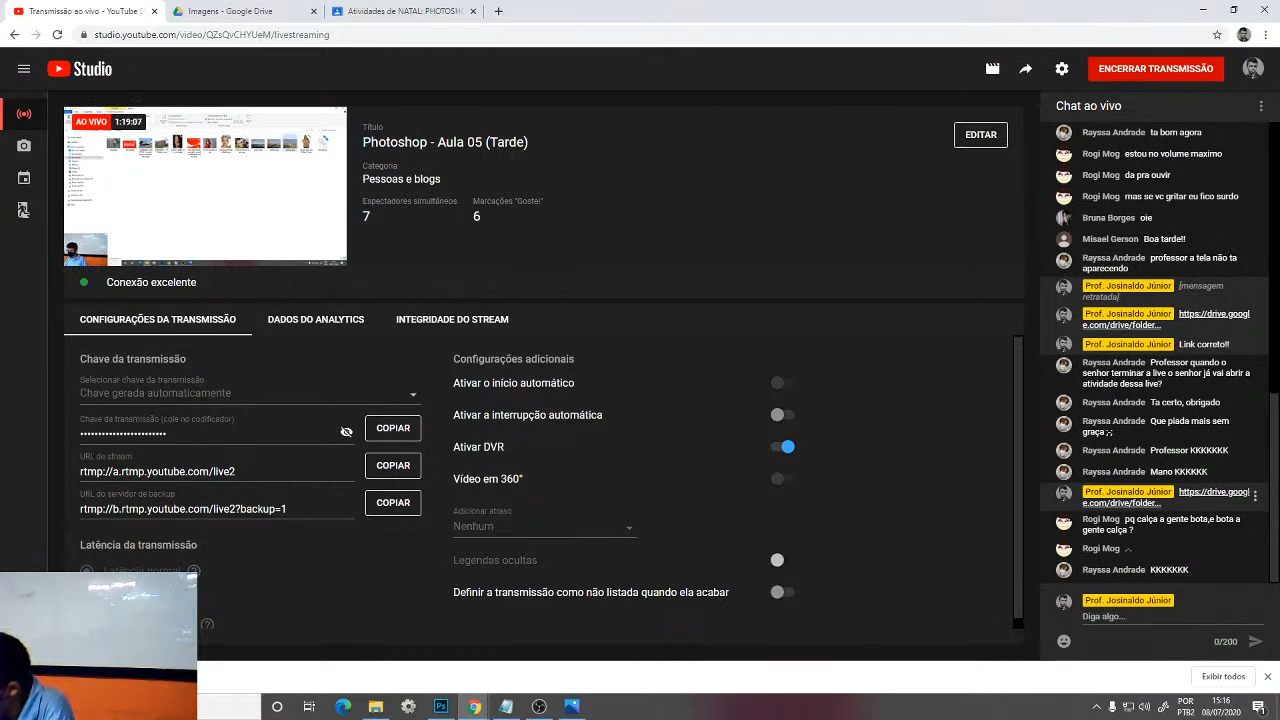 Transmissão ao vivo - YouTube S
Imagens - Google Drive
Atividades de NATAL: PHOTOSHO
studio.youtube.com/video/QZsQvCHYUeM/livestreaming
Studio
ENCERRAR TRANSMISSÃO
AO VIVO 1:19:07
Título
Photoshop - Aula 6 (CONT.)
EDITAR
Categoria
Pessoas e blogs
Espectadores simultâneos
7
6
Conexão excelente
CONFIGURAÇÕES DA TRANSMISSÃO
DADOS DO ANALYTICS
INTEGRIDADE DO STREAM
Chave da transmissão
Selecionar chave da transmissão
Chave gerada automaticamente
Chave da transmissão (cole no codificador)
••••••••••••••••••••••••
COPIAR
URL do stream
rtmp://a.rtmp.youtube.com/live2
COPIAR
URL do servidor de backup
rtmp://b.rtmp.youtube.com/live2?backup=1
COPIAR
Latência da transmissão
Latência normal
Configurações adicionais
Ativar o início automático
Ativar a interrupção automática
Ativar DVR
Vídeo em 360°
Adicionar atraso
Nenhum
Legendas ocultas
Definir a transmissão como não listada quando ela acabar
Chat ao vivo
Rayssa Andrade ta bom agora
Rogi Mog estou no volume
Rogi Mog da pra ouvir
Rogi Mog mas se vc gritar eu fico surdo
Bruna Borges oie
Misael Gerson Boa tarde!!
Rayssa Andrade professor a tela não ta
aparecendo
Prof. Josinaldo Júnior [mensagem
retratada]
Prof. Josinaldo Júnior https://drive.googl
e.com/drive/folder...
Prof. Josinaldo Júnior Link correto!!
Rayssa Andrade Professor quando o
senhor terminar a live o senhor já vai abrir a
atividade dessa live?
Rayssa Andrade Ta certo, obrigado
Rayssa Andrade Que piada mais sem
graça ;-;
Rayssa Andrade Professor KKKKKKK
Rayssa Andrade Mano KKKKKK
Prof. Josinaldo Júnior https://drive.googl
e.com/drive/folder...
Rogi Mog pq calça a gente bota,e bota a
gente calça ?
Rogi Mog .-.
Rayssa Andrade KKKKKKK
Prof. Josinaldo Júnior
Diga algo...
0/200
Exibir todos
POR
PTB2
15:16
08/07/2020